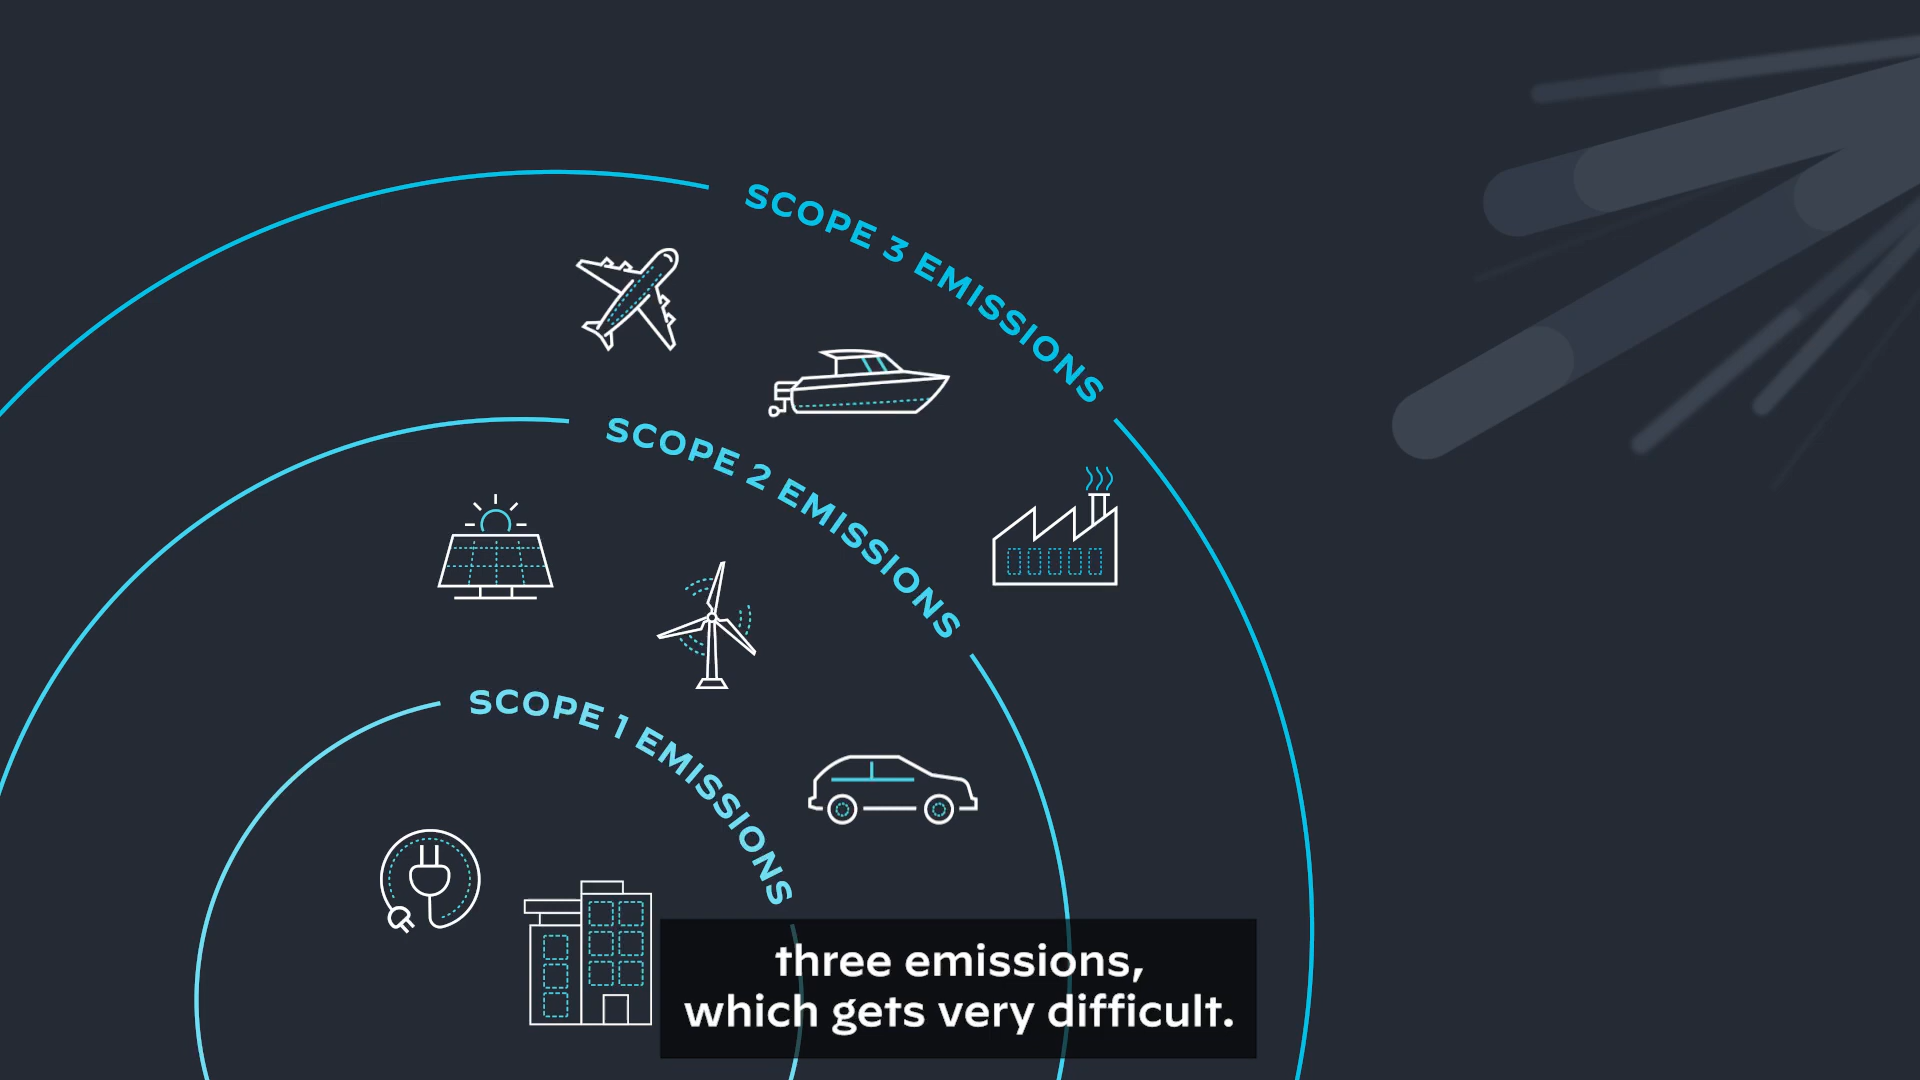 SCOPE 3 EMISSIONS
SCOPE 2 EMISSIONS
SCOPE 1 EMISSIONS
three emissions,
which gets very difficult.